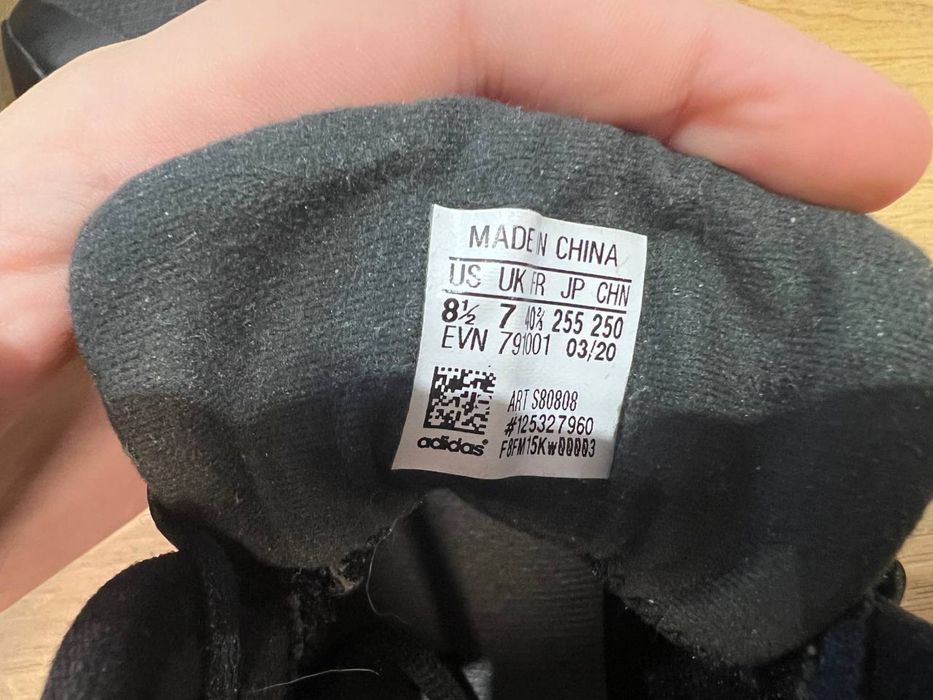 MADE IN CHINA
US UK FR JP CHN
8½ 7 40⅔ 255 250
EVN 791001 03/20
ART S80808
#125327960
adidas® F8FM15Kw00003